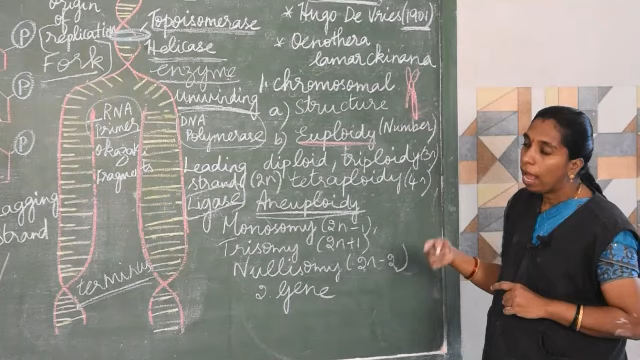 origin
of
replication
Fork
P
P
P
Lagging
strand
RNA
Primer
Okazaki
fragments
terminus
Topoisomerase
Helicase
enzyme
unwinding
DNA
Polymerase
Leading
strand
Ligase
* Hugo De Vries (1901)
* Oenothera
lamarckinana
1. chromosomal
a) Structure
b) Euploidy (Number)
diploid, triploidy (3n)
(2n) tetraploidy (4n)
Aneuploidy
Monosomy (2n-1),
Trisomy (2n+1)
Nullisomy (2n-2)
2. Gene